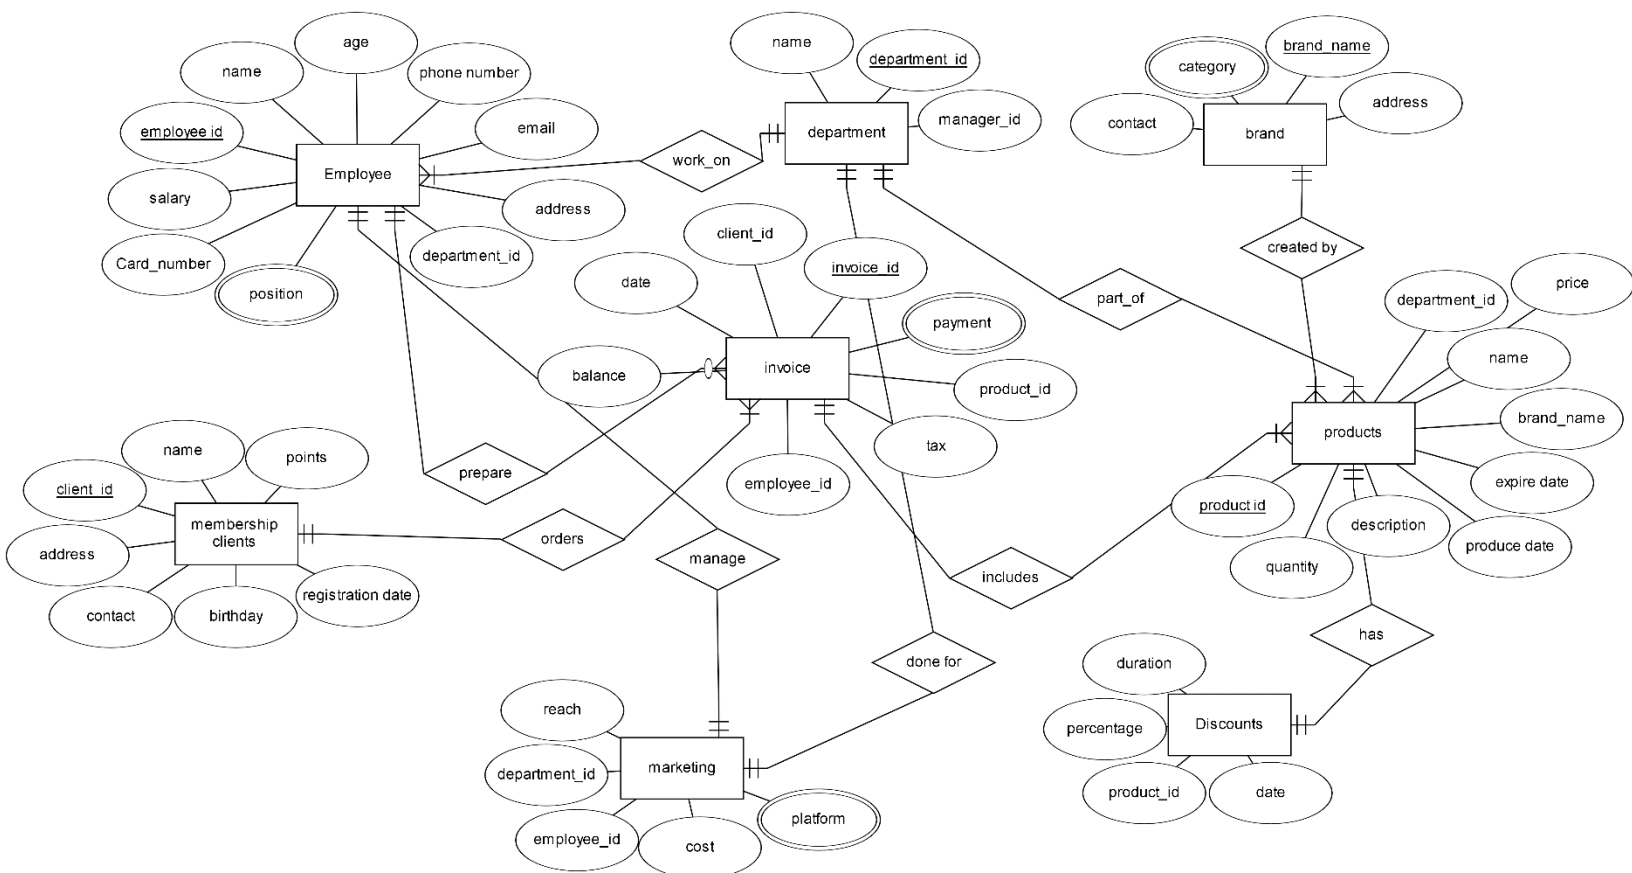 age
name
phone number
employee id
email
Employee
salary
address
Card_number
department_id
position
work_on
name
department_id
department
manager_id
category
brand_name
contact
address
brand
created by
client_id
date
invoice_id
payment
invoice
balance
product_id
tax
employee_id
part_of
department_id
price
name
products
brand_name
expire date
product id
description
produce date
quantity
prepare
name
points
client_id
membership
clients
address
contact
birthday
registration date
orders
manage
includes
done for
has
reach
department_id
marketing
employee_id
cost
platform
duration
percentage
Discounts
product_id
date